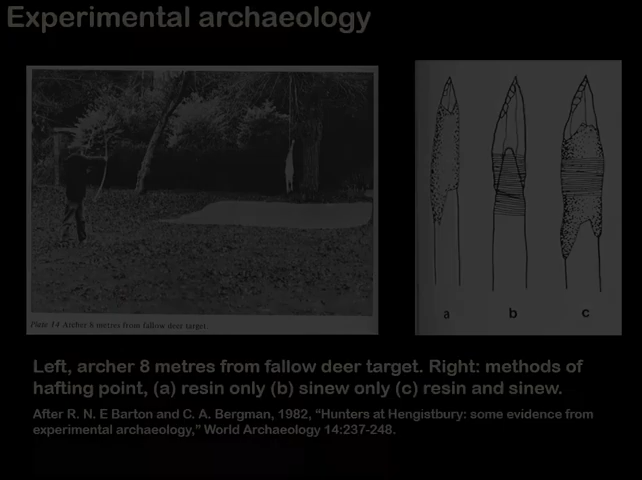 Experimental archaeology
a
b
c
Plate 14 Archer 8 metres from fallow deer target.
Left, archer 8 metres from fallow deer target. Right: methods of
hafting point, (a) resin only (b) sinew only (c) resin and sinew.
After R. N. E Barton and C. A. Bergman, 1982, “Hunters at Hengistbury: some evidence from
experimental archaeology,” World Archaeology 14:237-248.